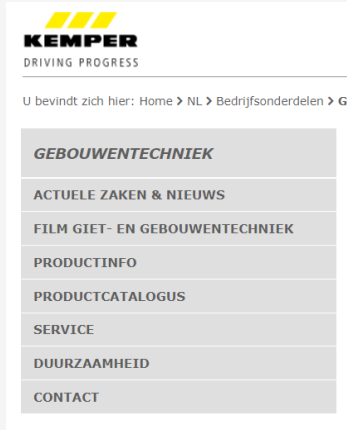 KEMPER
DRIVING PROGRESS
U bevindt zich hier: Home > NL > Bedrijfsonderdelen > G
GEBOUWENTECHNIEK
ACTUELE ZAKEN & NIEUWS
FILM GIET- EN GEBOUWENTECHNIEK
PRODUCTINFO
PRODUCTCATALOGUS
SERVICE
DUURZAAMHEID
CONTACT